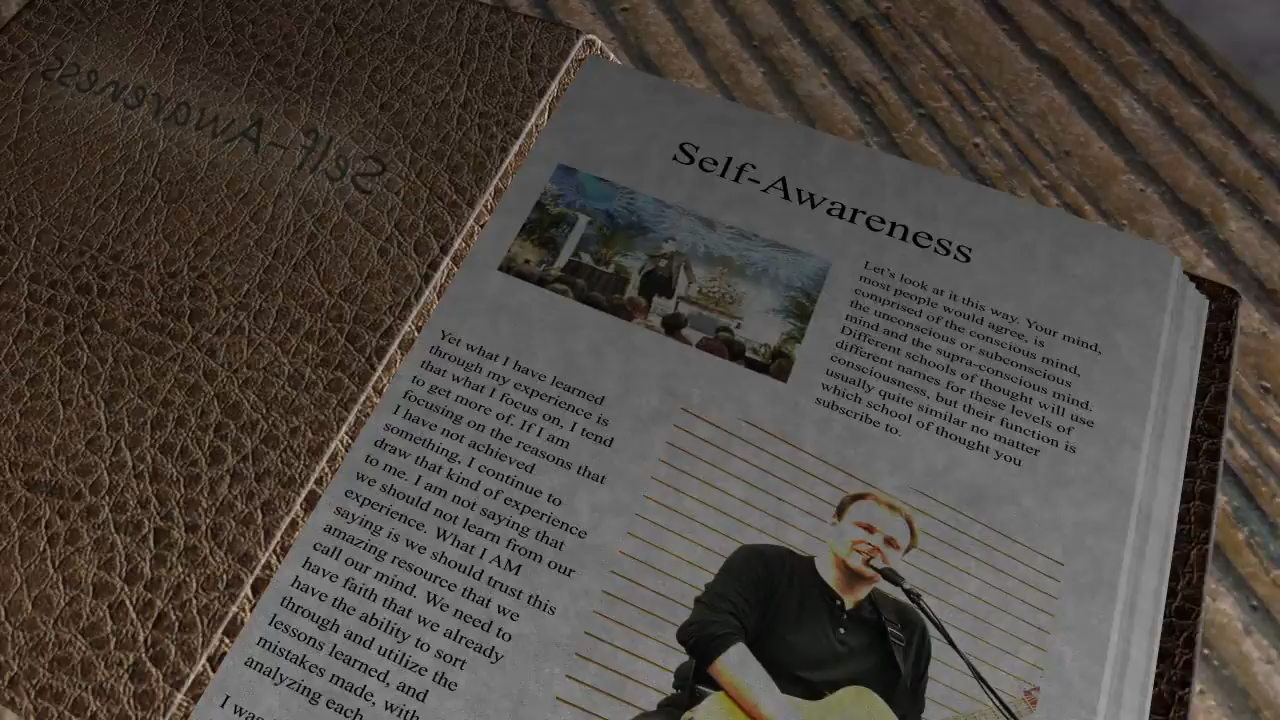 Self-Awareness
Self-Awareness
Let's look at it this way. Your mind,
most people would agree, is
comprised of the conscious mind,
the unconscious or subconscious
mind and the supra-conscious mind.
Different schools of thought will use
different names for these levels of
consciousness, but their function is
usually quite similar no matter
which school of thought you
subscribe to.
Yet what I have learned
through my experience is
that what I focus on, I tend
to get more of. If I am
focusing on the reasons that
I have not achieved
something, I continue to
draw that kind of experience
to me. I am not saying that
we should not learn from our
experience. What I AM
saying is we should trust this
amazing resource that we
call our mind. We need to
have faith that we already
have the ability to sort
through and utilize the
lessons learned, and
mistakes made, with
analyzing each
I was